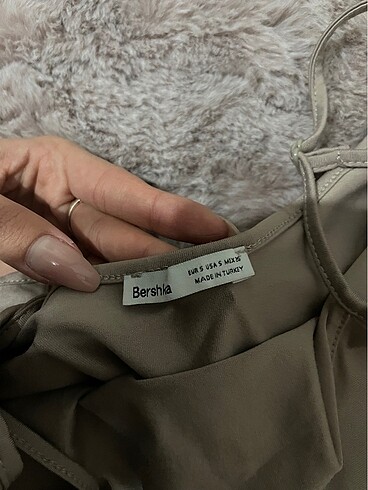 Bershka
EUR S USA S MEX 26
MADE IN TURKEY